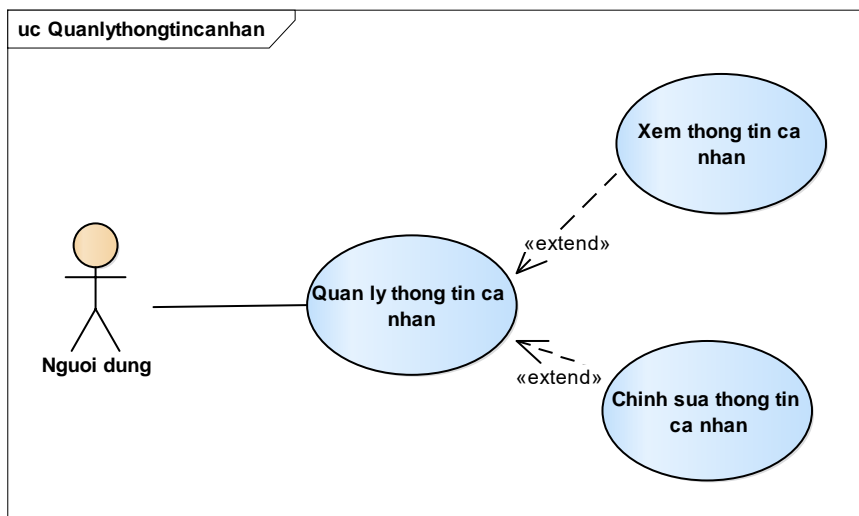 uc Quanlythongtincanhan
Xem thong tin ca
nhan
«extend»
Quan ly thong tin ca
nhan
Nguoi dung
«extend»
Chinh sua thong tin
ca nhan